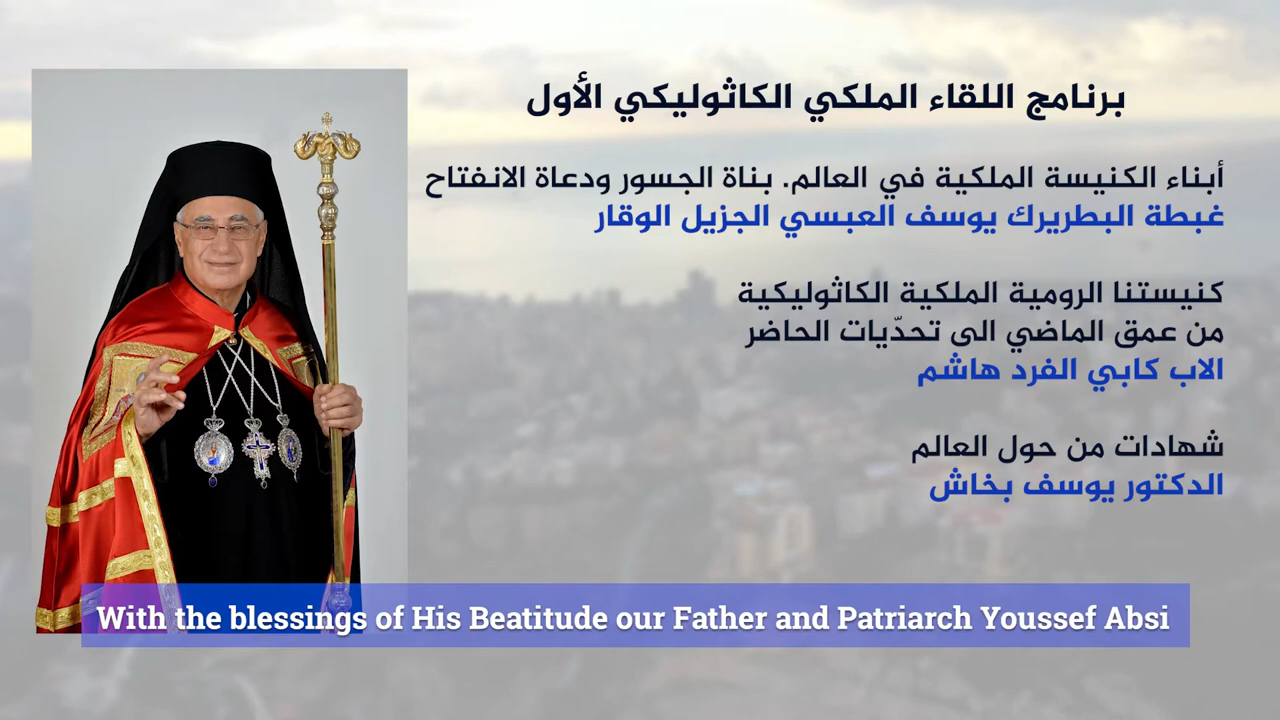 برنامج اللقاء الملكي الكاثوليكي الأول
أبناء الكنيسة الملكية في العالم. بناة الجسور ودعاة الانفتاح
غبطة البطريرك يوسف العبسي الجزيل الوقار
كنيستنا الرومية الملكية الكاثوليكية
من عمق الماضي الى تحدّيات الحاضر
الاب كابي الفرد هاشم
شهادات من حول العالم
الدكتور يوسف بخاش
With the blessings of His Beatitude our Father and Patriarch Youssef Absi